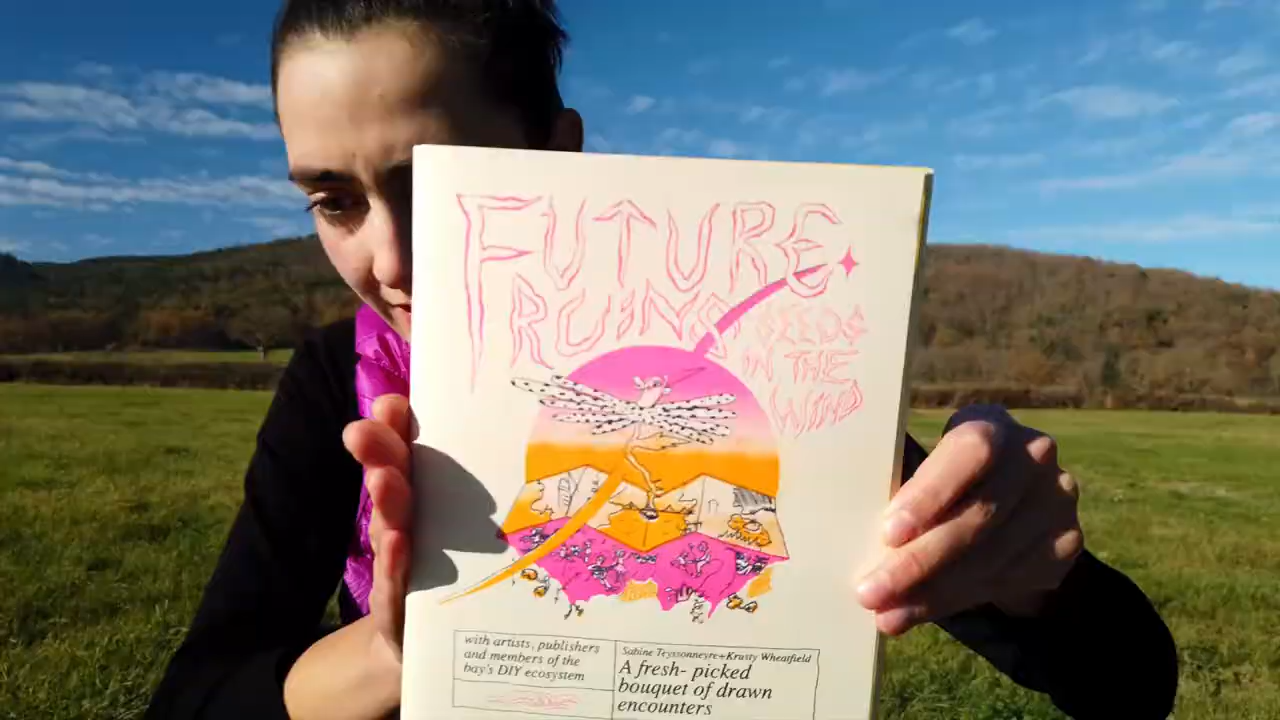 FUTURE
RUINS
SEEDS
IN THE
WIND
with artists, publishers
and members of the
bay's DIY ecosystem
Sabine Teyssonneyre+Krusty Wheatfield
A fresh- picked
bouquet of drawn
encounters